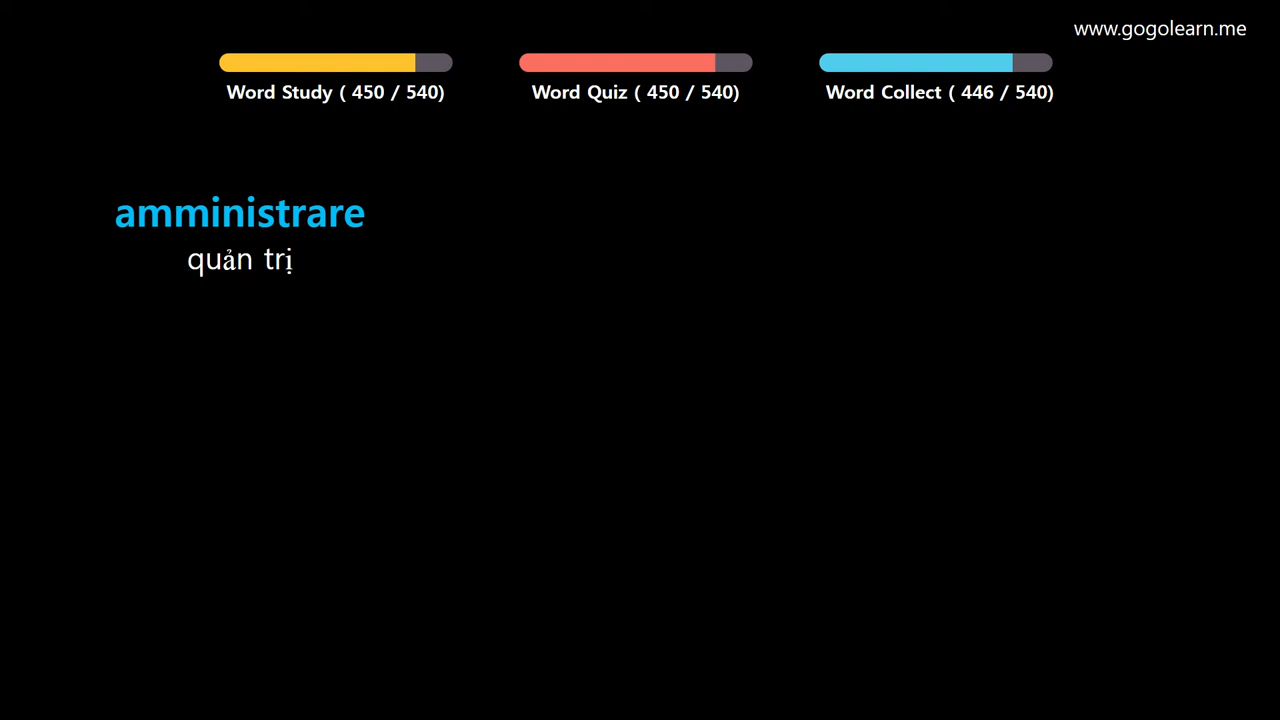 www.gogolearn.me
Word Study ( 450 / 540)
Word Quiz ( 450 / 540)
Word Collect ( 446 / 540)
amministrare
quản trị